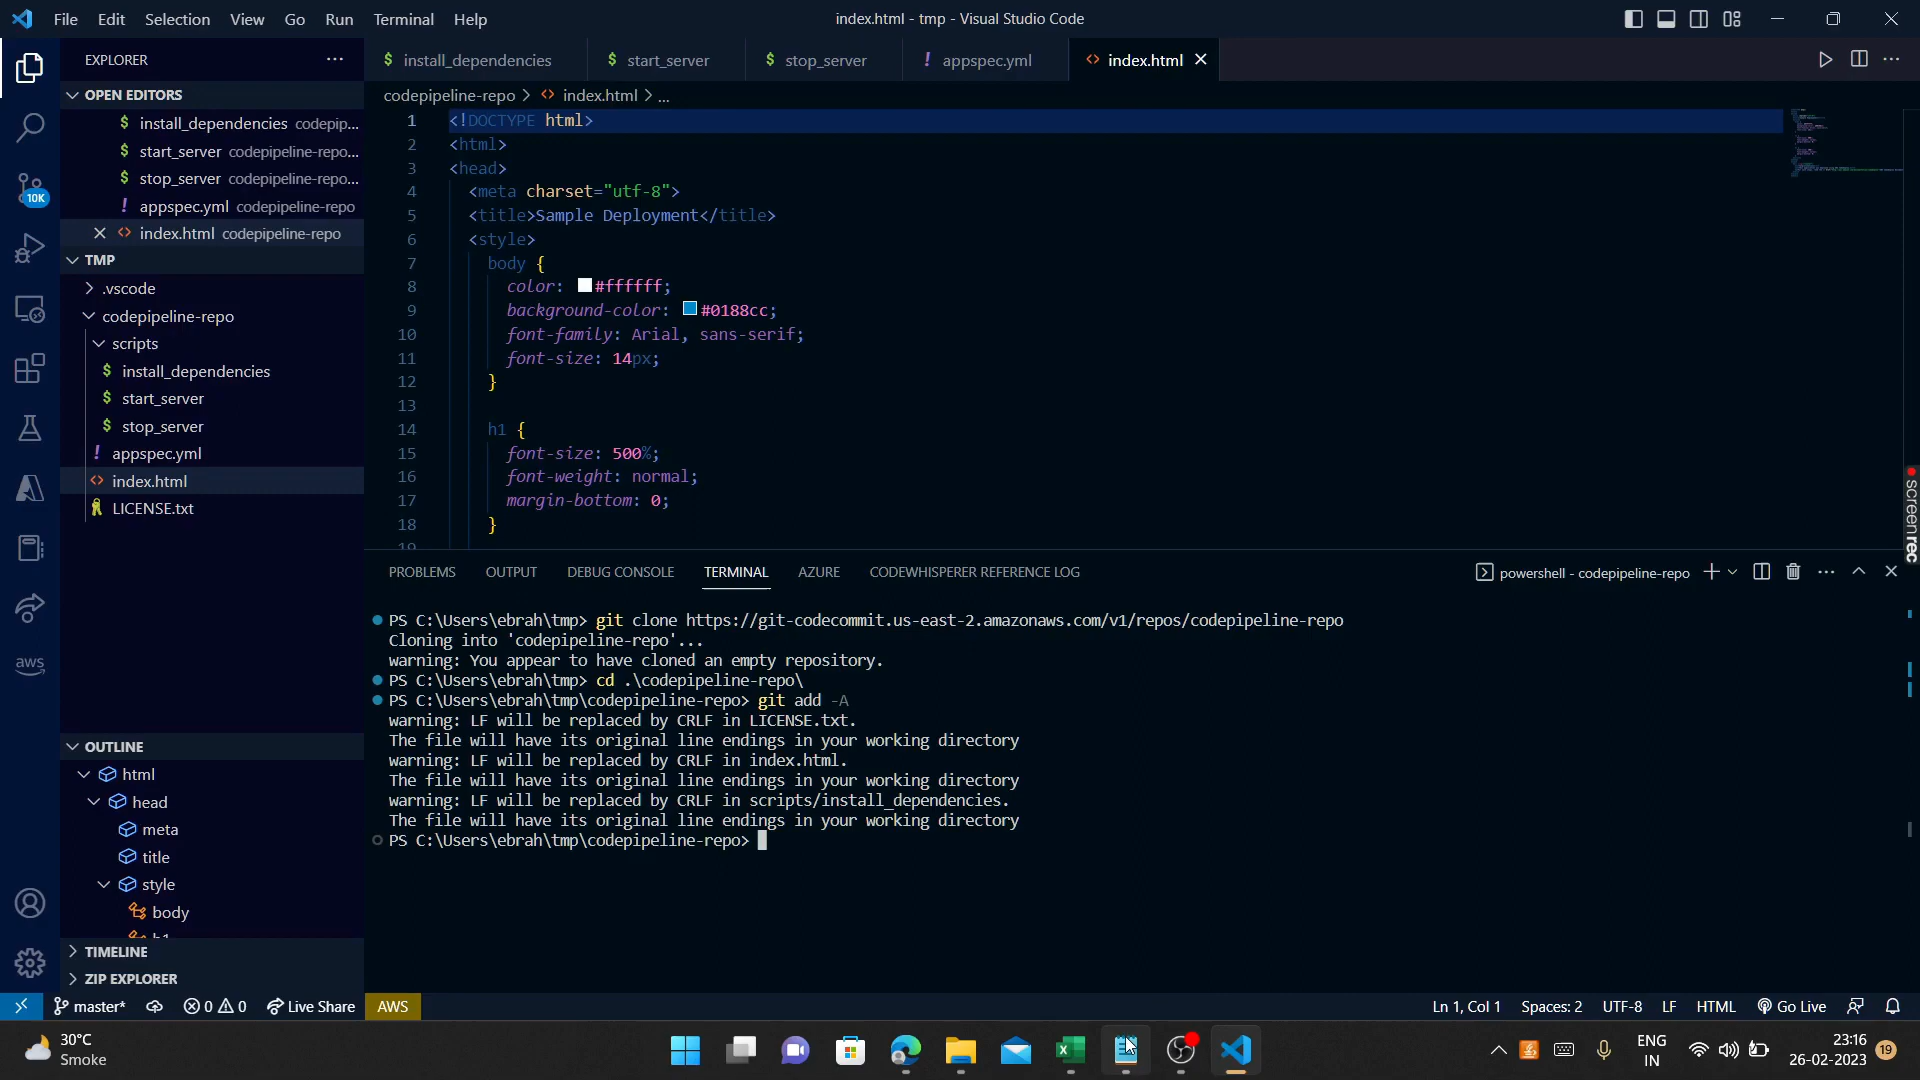 File Edit Selection View Go Run Terminal Help
index.html - tmp - Visual Studio Code
EXPLORER
OPEN EDITORS
$ install_dependencies codepip...
$ start_server codepipeline-repo...
$ stop_server codepipeline-repo...
! appspec.yml codepipeline-repo
<> index.html codepipeline-repo
TMP
.vscode
codepipeline-repo
scripts
$ install_dependencies
$ start_server
$ stop_server
! appspec.yml
<> index.html
LICENSE.txt
OUTLINE
html
head
meta
title
style
body
h1
TIMELINE
ZIP EXPLORER
10K
aws
$ install_dependencies $ start_server $ stop_server ! appspec.yml <> index.html
codepipeline-repo > <> index.html > ...
1 <!DOCTYPE html>
2 <html>
3 <head>
4 <meta charset="utf-8">
5 <title>Sample Deployment</title>
6 <style>
7 body {
8 color: #ffffff;
9 background-color: #0188cc;
10 font-family: Arial, sans-serif;
11 font-size: 14px;
12 }
13
14 h1 {
15 font-size: 500%;
16 font-weight: normal;
17 margin-bottom: 0;
18 }
19
screenrec
PROBLEMS OUTPUT DEBUG CONSOLE TERMINAL AZURE CODEWHISPERER REFERENCE LOG
powershell - codepipeline-repo
PS C:\Users\ebrah\tmp> git clone https://git-codecommit.us-east-2.amazonaws.com/v1/repos/codepipeline-repo
Cloning into 'codepipeline-repo'...
warning: You appear to have cloned an empty repository.
PS C:\Users\ebrah\tmp> cd .\codepipeline-repo\
PS C:\Users\ebrah\tmp\codepipeline-repo> git add -A
warning: LF will be replaced by CRLF in LICENSE.txt.
The file will have its original line endings in your working directory
warning: LF will be replaced by CRLF in index.html.
The file will have its original line endings in your working directory
warning: LF will be replaced by CRLF in scripts/install_dependencies.
The file will have its original line endings in your working directory
PS C:\Users\ebrah\tmp\codepipeline-repo>
master* 0 0 Live Share AWS
Ln 1, Col 1 Spaces: 2 UTF-8 LF HTML Go Live
30°C
Smoke
ENG
IN
23:16
26-02-2023
19